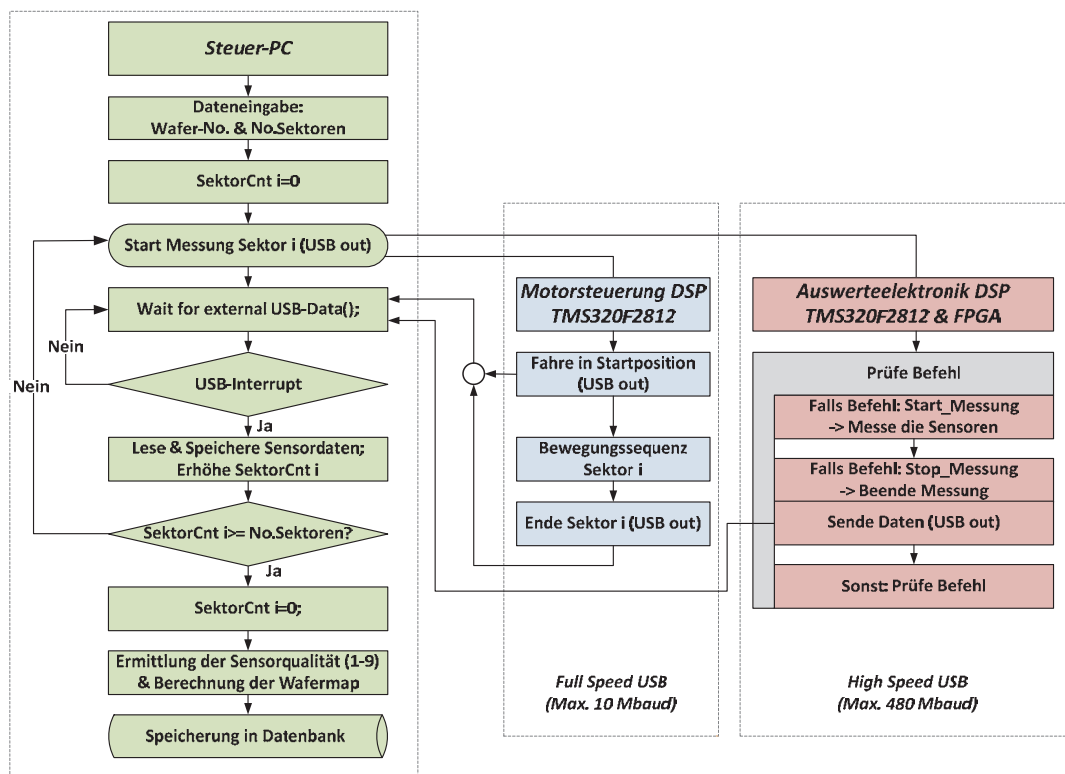 Steuer-PC
Dateneingabe:
Wafer-No. & No.Sektoren
SektorCnt i=0
Start Messung Sektor i (USB out)
Wait for external USB-Data();
Nein
Nein
USB-Interrupt
Ja
Lese & Speichere Sensordaten;
Erhöhe SektorCnt i
SektorCnt i>= No.Sektoren?
Ja
SektorCnt i=0;
Ermittlung der Sensorqualität (1-9)
& Berechnung der Wafermap
Speicherung in Datenbank
Motorsteuerung DSP
TMS320F2812
Fahre in Startposition
(USB out)
Bewegungssequenz
Sektor i
Ende Sektor i (USB out)
Full Speed USB
(Max. 10 Mbaud)
Auswerteelektronik DSP
TMS320F2812 & FPGA
Prüfe Befehl
Falls Befehl: Start_Messung
-> Messe die Sensoren
Falls Befehl: Stop_Messung
-> Beende Messung
Sende Daten (USB out)
Sonst: Prüfe Befehl
High Speed USB
(Max. 480 Mbaud)